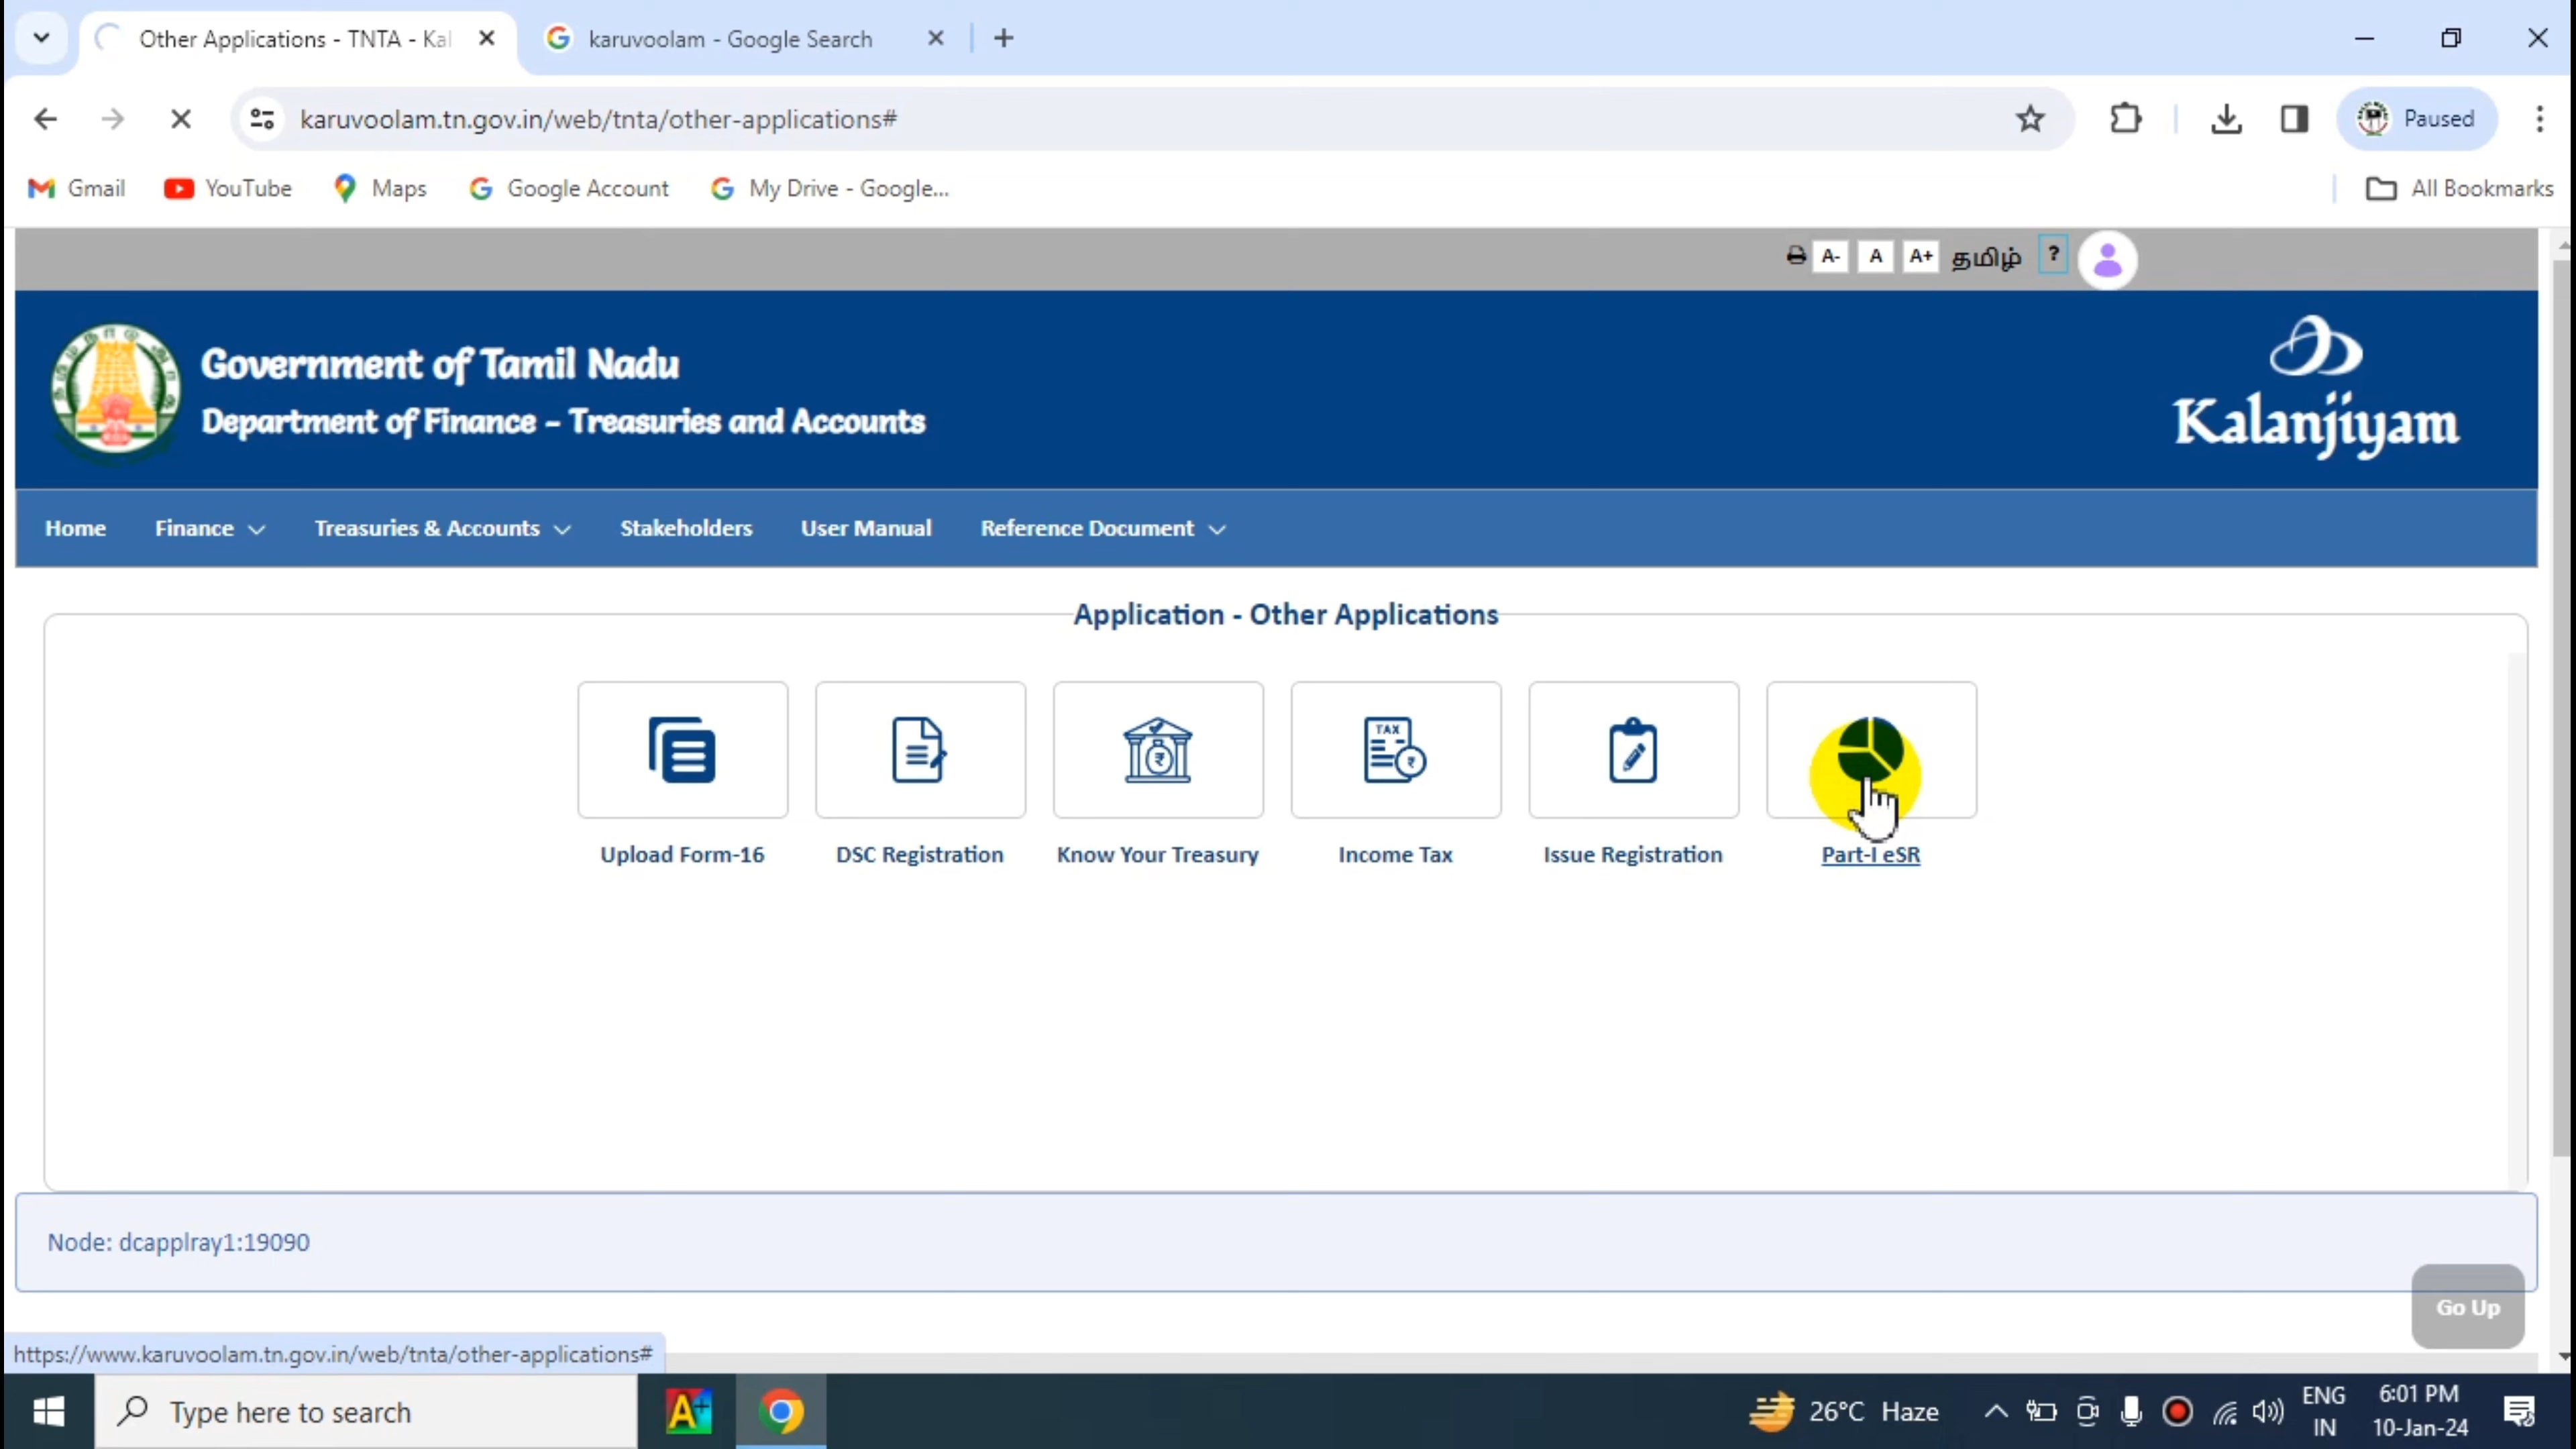 Other Applications - TNTA - Kal
karuvoolam - Google Search
karuvoolam.tn.gov.in/web/tnta/other-applications#
Paused
Gmail
YouTube
Maps
Google Account
My Drive - Google...
All Bookmarks
A-
A
A+
தமிழ்
?
Government of Tamil Nadu
Department of Finance - Treasuries and Accounts
Kalanjiyam
Home
Finance
Treasuries & Accounts
Stakeholders
User Manual
Reference Document
Application - Other Applications
TAX
₹
₹
Upload Form-16
DSC Registration
Know Your Treasury
Income Tax
Issue Registration
Part-I eSR
Node: dcapplray1:19090
Go Up
https://www.karuvoolam.tn.gov.in/web/tnta/other-applications#
Type here to search
A+
26°C Haze
ENG
IN
6:01 PM
10-Jan-24